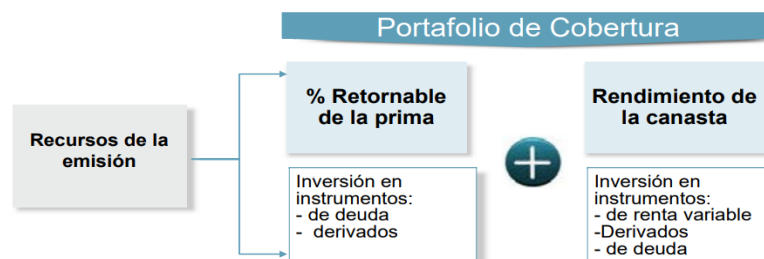 Portafolio de Cobertura
Recursos de la
emisión
% Retornable
de la prima
Inversión en
instrumentos:
- de deuda
- derivados
Rendimiento de
la canasta
Inversión en
instrumentos:
- de renta variable
-Derivados
- de deuda